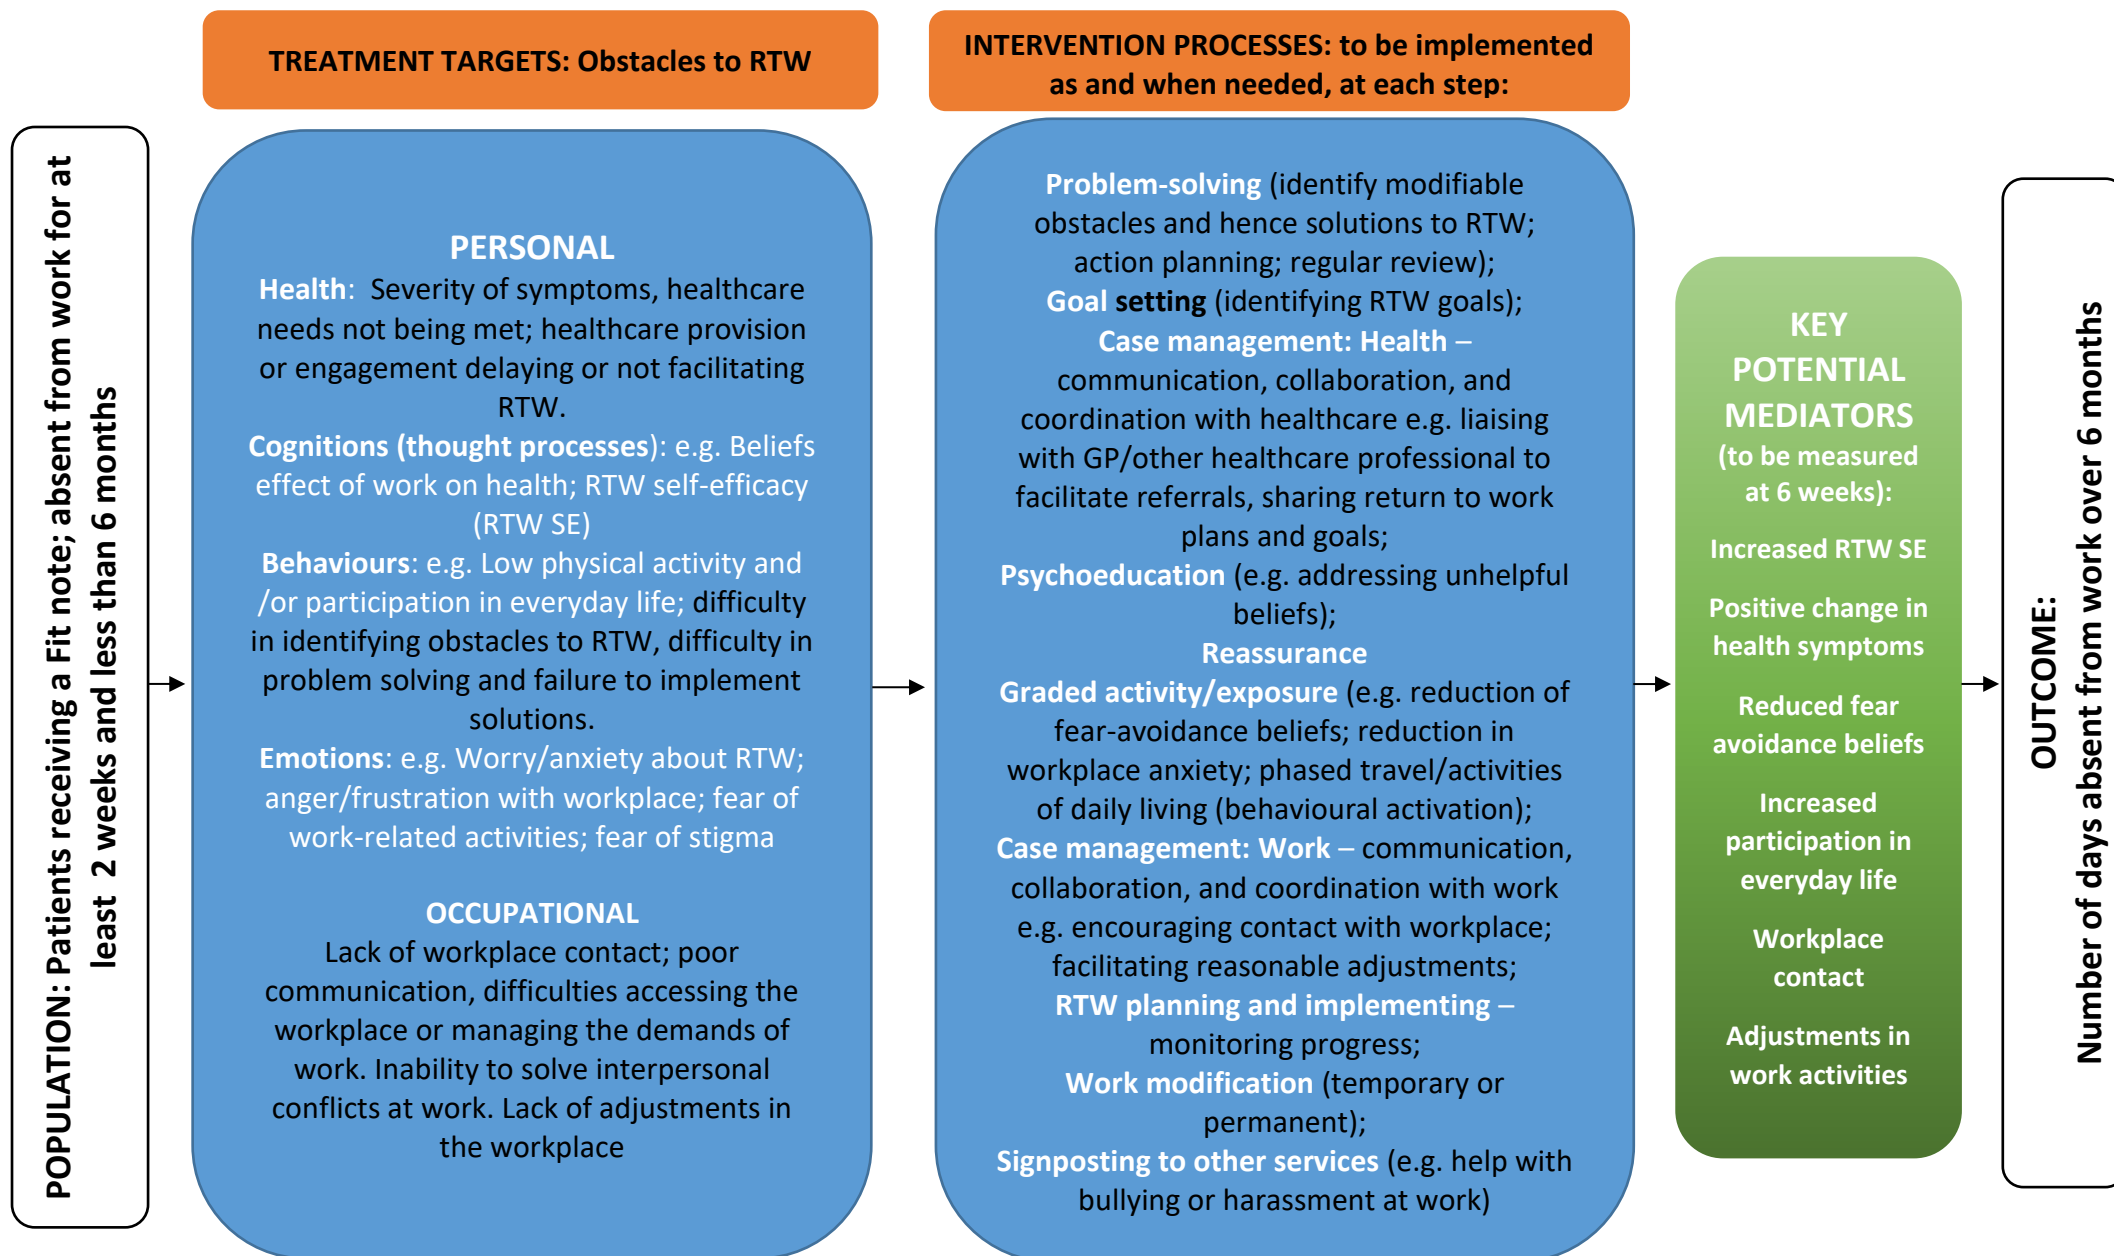 TREATMENT TARGETS: Obstacles to RTW
INTERVENTION PROCESSES: to be implemented
as and when needed, at each step:
POPULATION: Patients receiving a Fit note; absent from work for at
least  2 weeks and less than 6 months
PERSONAL
Health:  Severity of symptoms, healthcare
needs not being met; healthcare provision
or engagement delaying or not facilitating
RTW.
Cognitions (thought processes): e.g. Beliefs
effect of work on health; RTW self-efficacy
(RTW SE)
Behaviours: e.g. Low physical activity and
/or participation in everyday life; difficulty
in identifying obstacles to RTW, difficulty in
problem solving and failure to implement
solutions.
Emotions: e.g. Worry/anxiety about RTW;
anger/frustration with workplace; fear of
work-related activities; fear of stigma
OCCUPATIONAL
Lack of workplace contact; poor
communication, difficulties accessing the
workplace or managing the demands of
work. Inability to solve interpersonal
conflicts at work. Lack of adjustments in
the workplace
Problem-solving (identify modifiable
obstacles and hence solutions to RTW;
action planning; regular review);
Goal setting (identifying RTW goals);
Case management: Health –
communication, collaboration, and
coordination with healthcare e.g. liaising
with GP/other healthcare professional to
facilitate referrals, sharing return to work
plans and goals;
Psychoeducation (e.g. addressing unhelpful
beliefs);
Reassurance
Graded activity/exposure (e.g. reduction of
fear-avoidance beliefs; reduction in
workplace anxiety; phased travel/activities
of daily living (behavioural activation);
Case management: Work – communication,
collaboration, and coordination with work
e.g. encouraging contact with workplace;
facilitating reasonable adjustments;
RTW planning and implementing –
monitoring progress;
Work modification (temporary or
permanent);
Signposting to other services (e.g. help with
bullying or harassment at work)
KEY
POTENTIAL
MEDIATORS
(to be measured
at 6 weeks):
Increased RTW SE
Positive change in
health symptoms
Reduced fear
avoidance beliefs
Increased
participation in
everyday life
Workplace
contact
Adjustments in
work activities
OUTCOME:
Number of days absent from work over 6 months